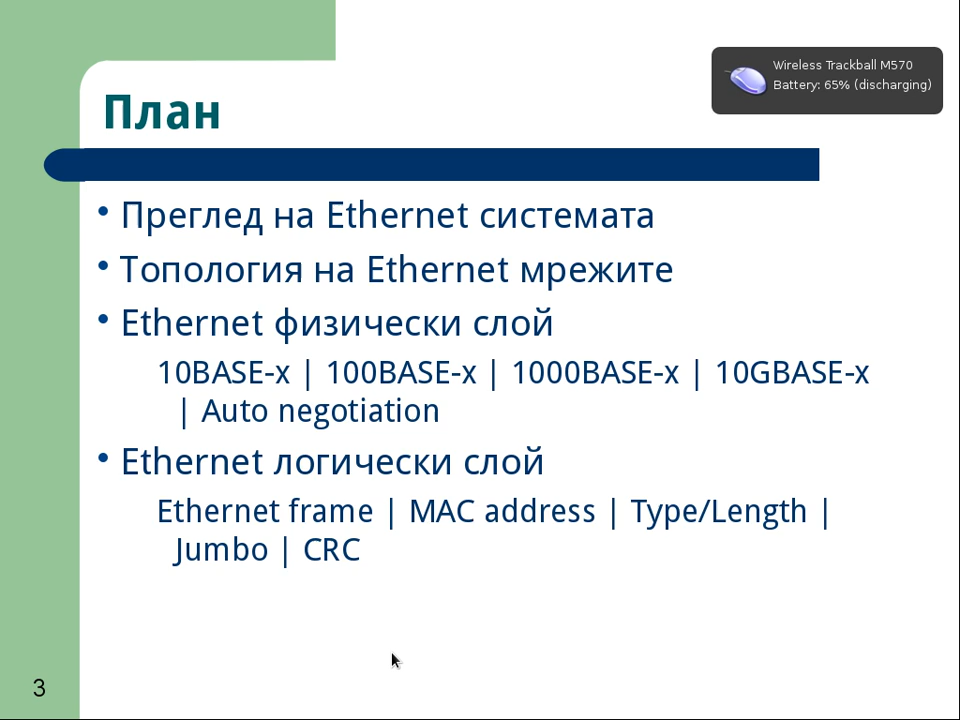 План
Wireless Trackball M570
Battery: 65% (discharging)
• Преглед на Ethernet системата
• Топология на Ethernet мрежите
• Ethernet физически слой
10BASE-x | 100BASE-x | 1000BASE-x | 10GBASE-x
| Auto negotiation
• Ethernet логически слой
Ethernet frame | MAC address | Type/Length |
Jumbo | CRC
3